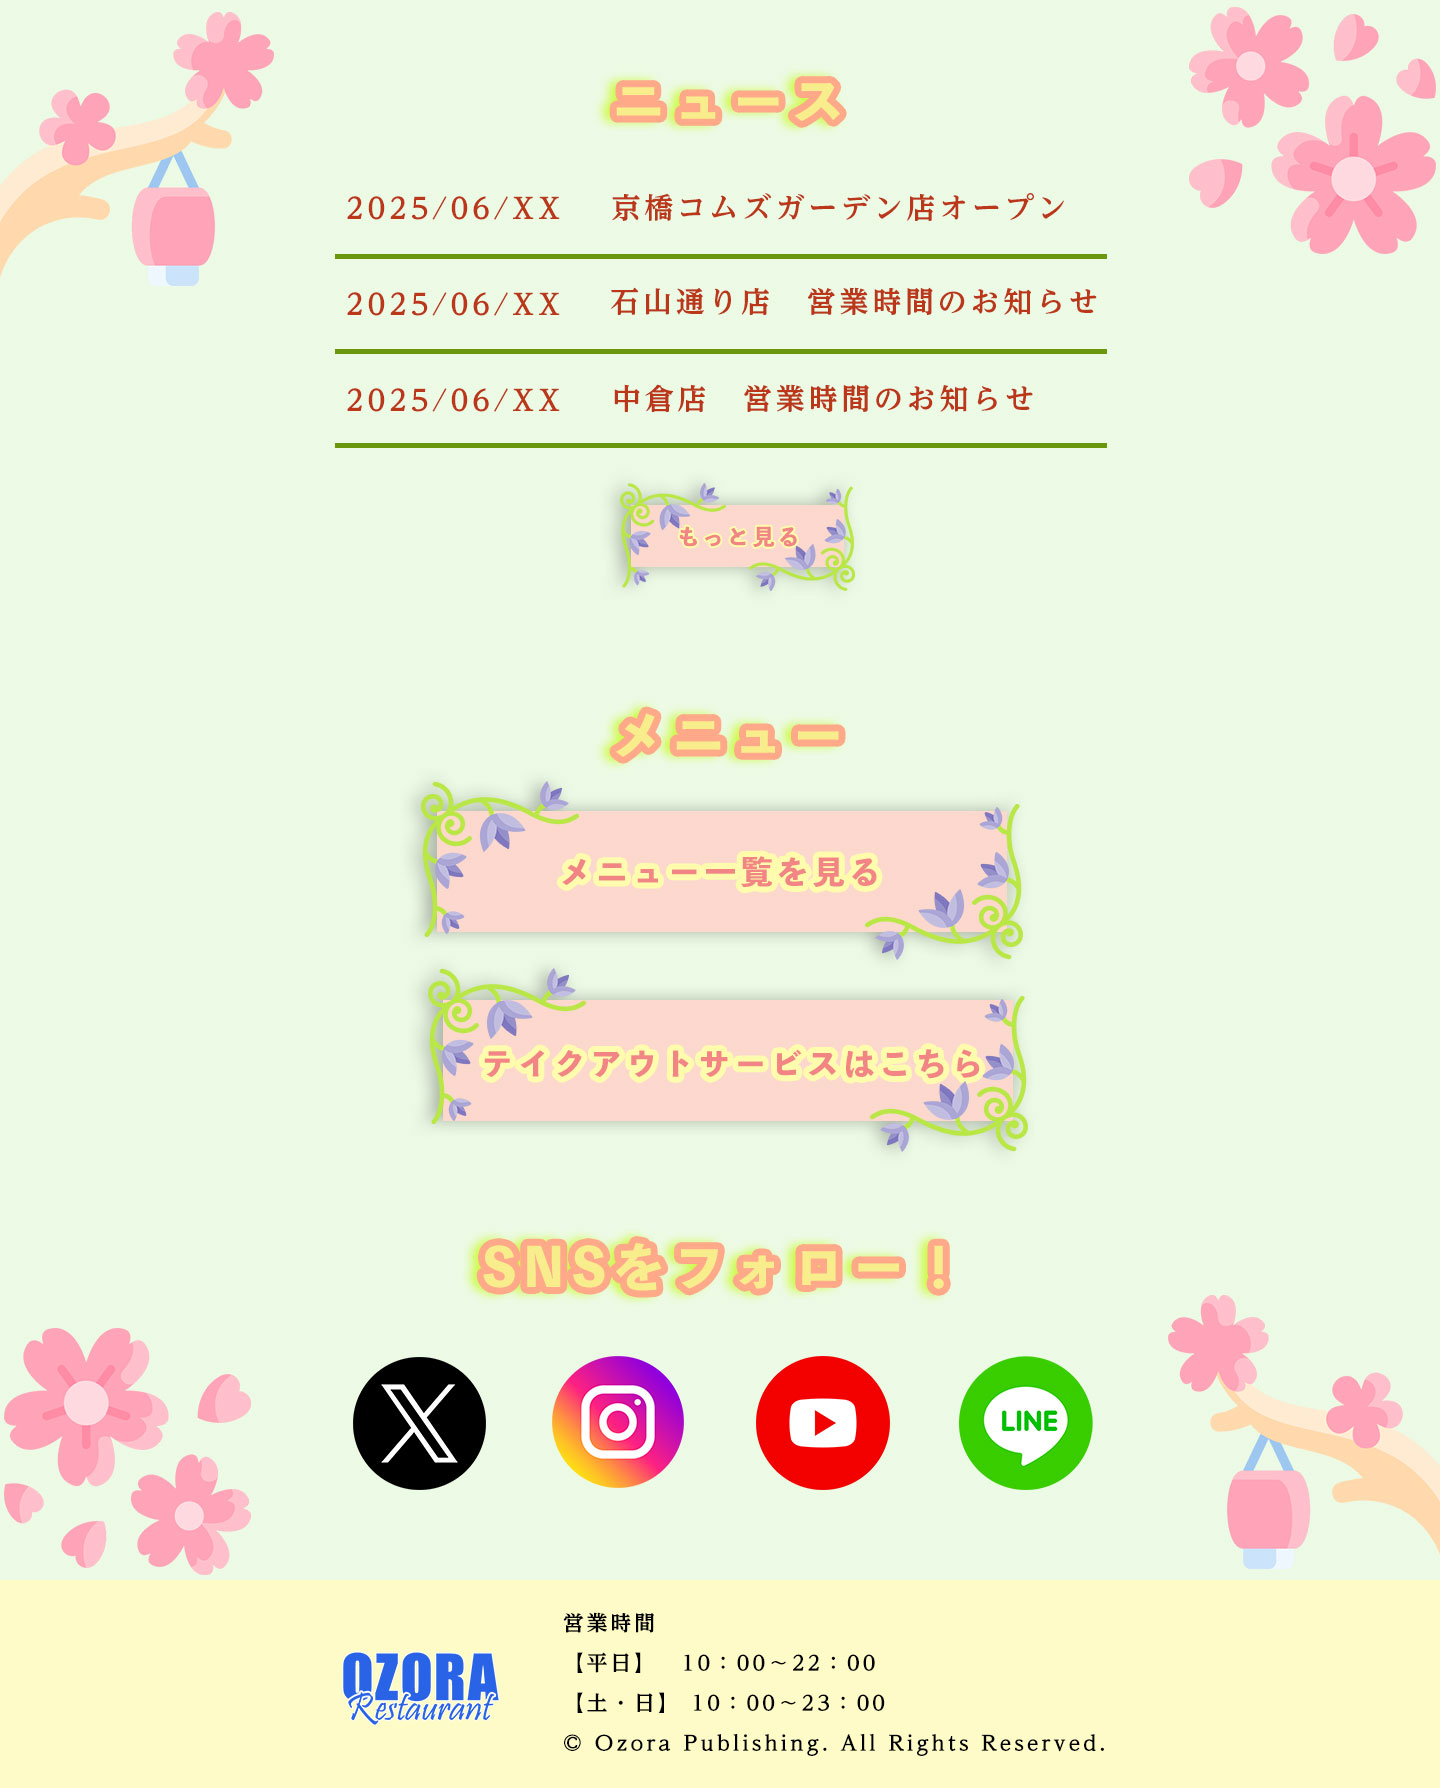 ニュース
2025/06/XX 京橋コムズガーデン店オープン
2025/06/XX 石山通り店　営業時間のお知らせ
2025/06/XX 中倉店　営業時間のお知らせ
もっと見る
メニュー
メニュー一覧を見る
テイクアウトサービスはこちら
SNSをフォロー！
LINE
OZORA
Restaurant
営業時間
【平日】　10：00～22：00
【土・日】 10：00～23：00
© Ozora Publishing. All Rights Reserved.